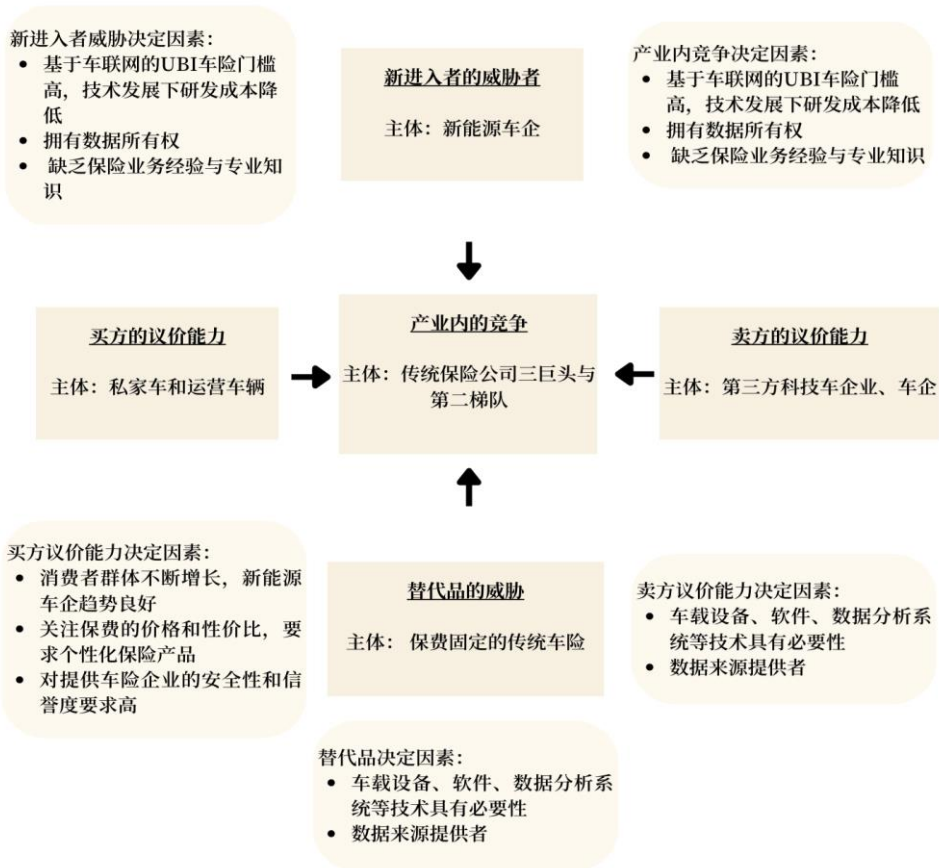 新进入者威胁决定因素：
• 基于车联网的UBI车险门槛
高，技术发展下研发成本降
低
• 拥有数据所有权
• 缺乏保险业务经验与专业知
识
新进入者的威胁者
主体：新能源车企
产业内竞争决定因素：
• 基于车联网的UBI车险门槛
高，技术发展下研发成本降低
• 拥有数据所有权
• 缺乏保险业务经验与专业知识
买方的议价能力
主体：私家车和运营车辆
产业内的竞争
主体：传统保险公司三巨头与
第二梯队
卖方的议价能力
主体：第三方科技车企业、车企
买方议价能力决定因素：
• 消费者群体不断增长，新能源
车企趋势良好
• 关注保费的价格和性价比，要
求个性化保险产品
• 对提供车险企业的安全性和信
誉度要求高
替代品的威胁
主体： 保费固定的传统车险
卖方议价能力决定因素：
• 车载设备、软件、数据分析系
统等技术具有必要性
• 数据来源提供者
替代品决定因素：
• 车载设备、软件、数据分析系
统等技术具有必要性
• 数据来源提供者